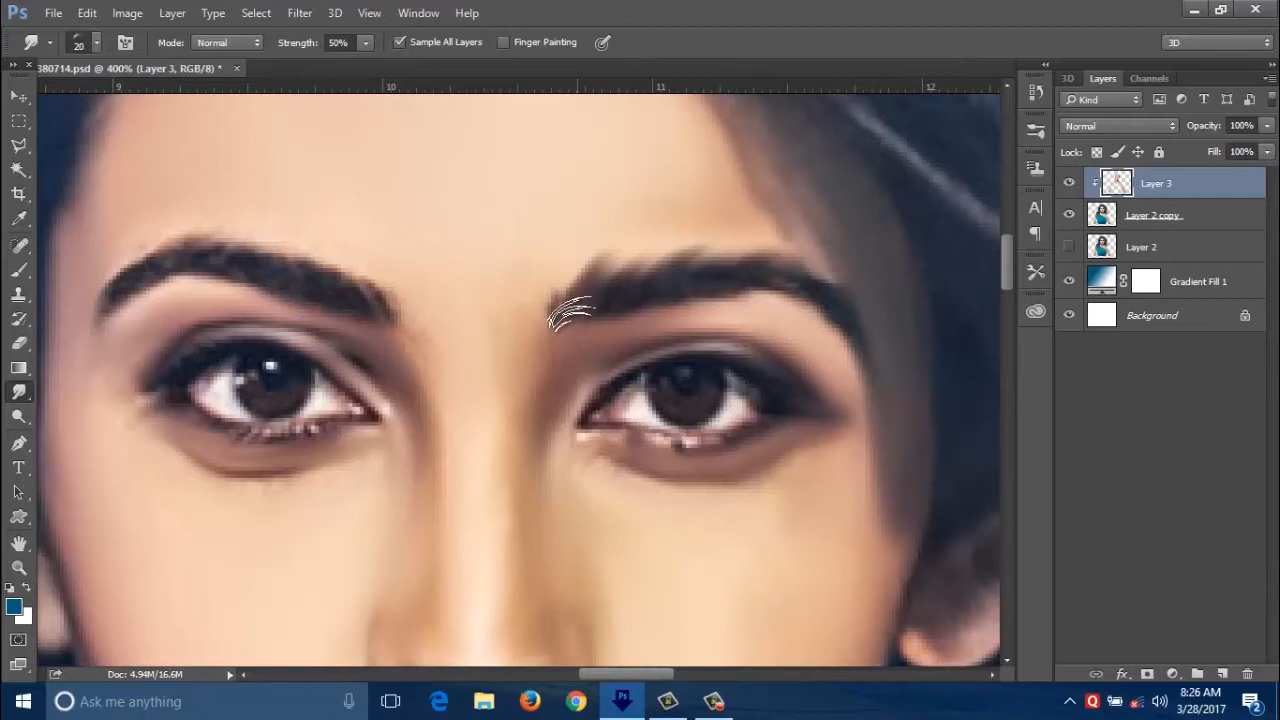 Ps File Edit Image Layer Type Select Filter 3D View Window Help
20 Mode: Normal Strength: 50% Sample All Layers Finger Painting 3D
380714.psd @ 400% (Layer 3, RGB/8) * ×
9 10 11 12
3D Layers Channels
Kind
Normal Opacity: 100%
Lock: Fill: 100%
Layer 3
Layer 2 copy
Layer 2
Gradient Fill 1
Background
Doc: 4.94M/16.6M
Ask me anything
8:26 AM
3/28/2017
2